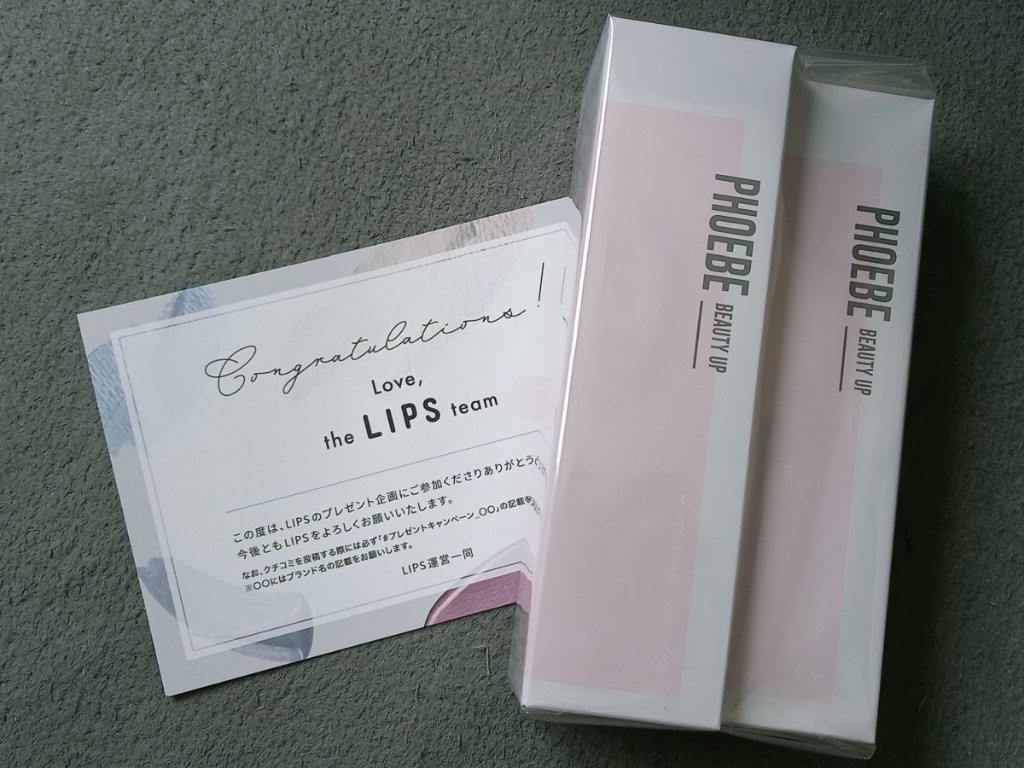 Congratulations!
Love,
the LIPS team
この度は、LIPSのプレゼント企画にご参加くださりありがとう
今後ともLIPSをよろしくお願いいたします。
なお、クチコミを投稿する際には必ず「#プレゼントキャンペーン_〇〇」の記載を
※〇〇にはブランド名の記載をお願いします。
LIPS運営一同
PHOEBE BEAUTY UP
PHOEBE BEAUTY UP